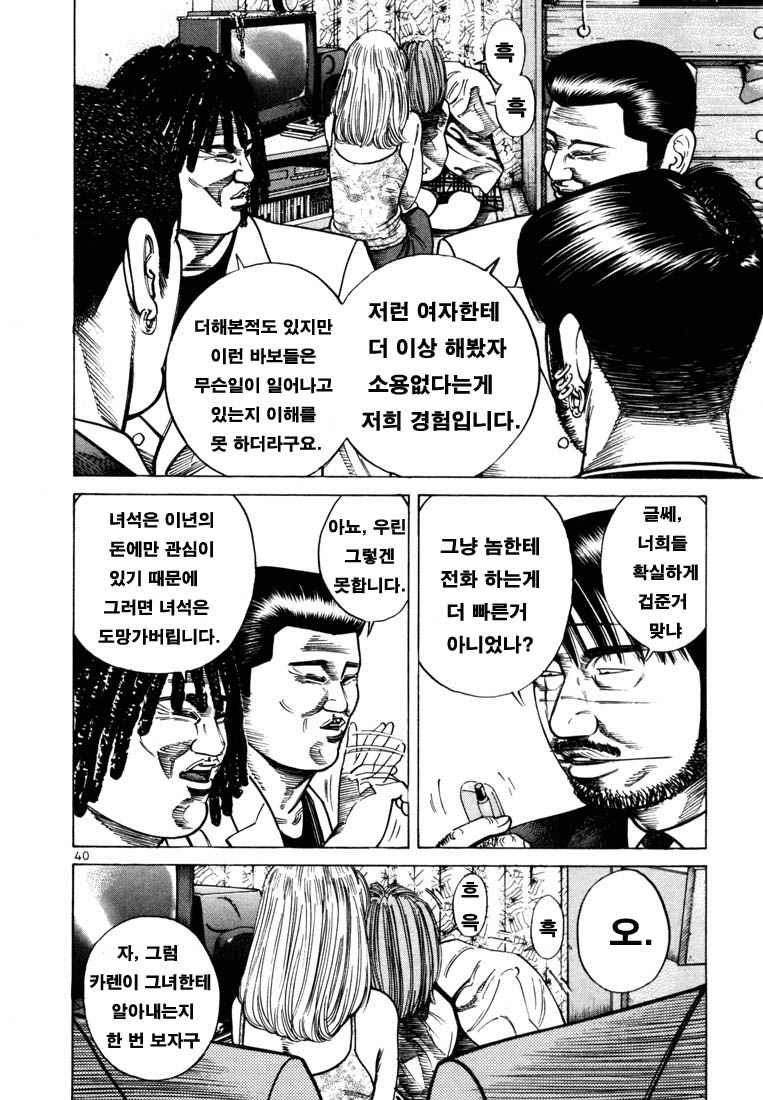 흑
흑
저런 여자한테
더 이상 해봤자
소용없다는게
저희 경험입니다.
더해본적도 있지만
이런 바보들은
무슨일이 일어나고
있는지 이해를
못 하더라구요.
글쎄,
너희들
확실하게
겁준거
맞냐
그냥 놈한테
전화 하는게
더 빠른거
아니었나?
아뇨, 우린
그렇겐
못합니다.
녀석은 이년의
돈에만 관심이
있기 때문에
그러면 녀석은
도망가버립니다.
40
오.
흐
윽
흑
자, 그럼
카렌이 그녀한테
알아내는지
한 번 보자구